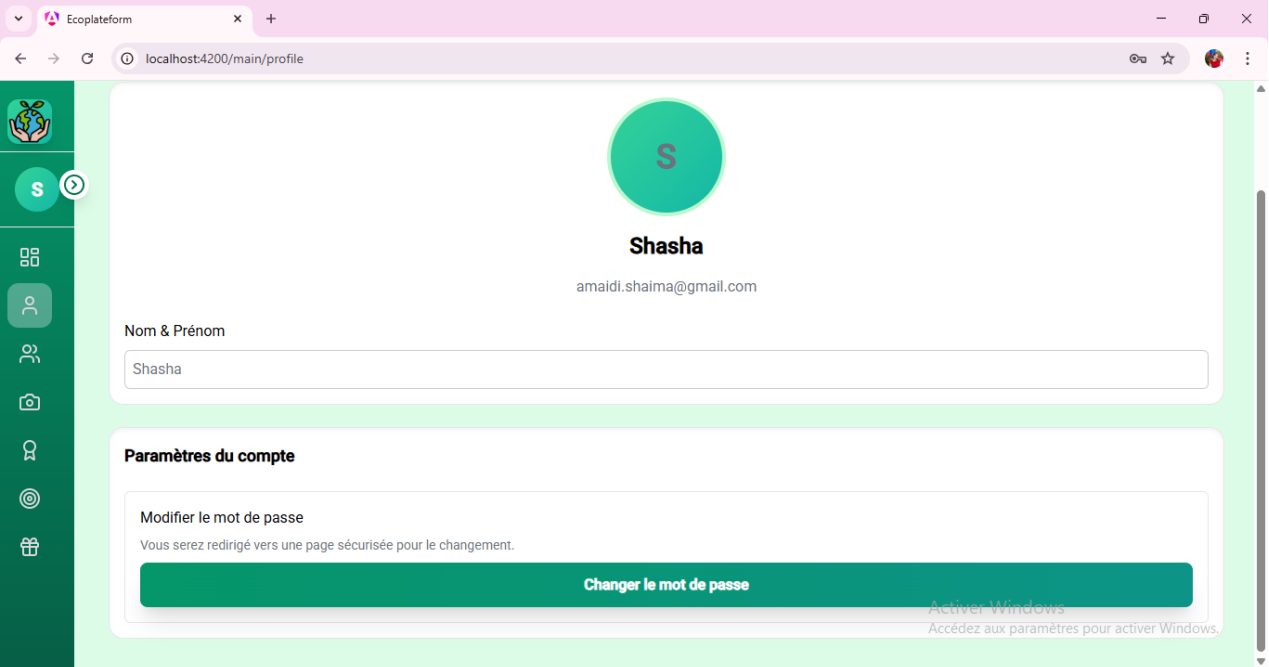 Ecoplateform
localhost:4200/main/profile
S
S
Shasha
amaidi.shaima@gmail.com
Nom & Prénom
Shasha
Paramètres du compte
Modifier le mot de passe
Vous serez redirigé vers une page sécurisée pour le changement.
Changer le mot de passe
Activer Windows
Accédez aux paramètres pour activer Windows.